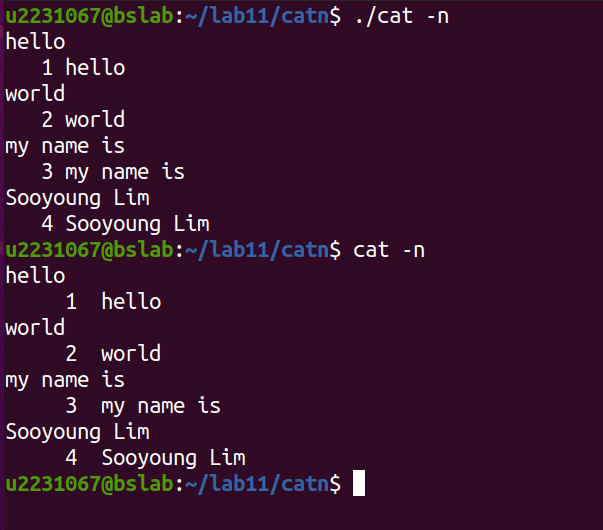 u2231067@bslab:~/lab11/catn$ ./cat -n
hello
   1 hello
world
   2 world
my name is
   3 my name is
Sooyoung Lim
   4 Sooyoung Lim
u2231067@bslab:~/lab11/catn$ cat -n
hello
     1  hello
world
     2  world
my name is
     3  my name is
Sooyoung Lim
     4  Sooyoung Lim
u2231067@bslab:~/lab11/catn$